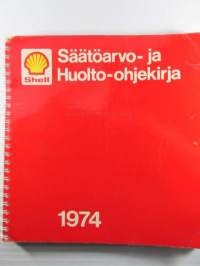 Shell
Säätöarvo- ja
Huolto-ohjekirja
1974